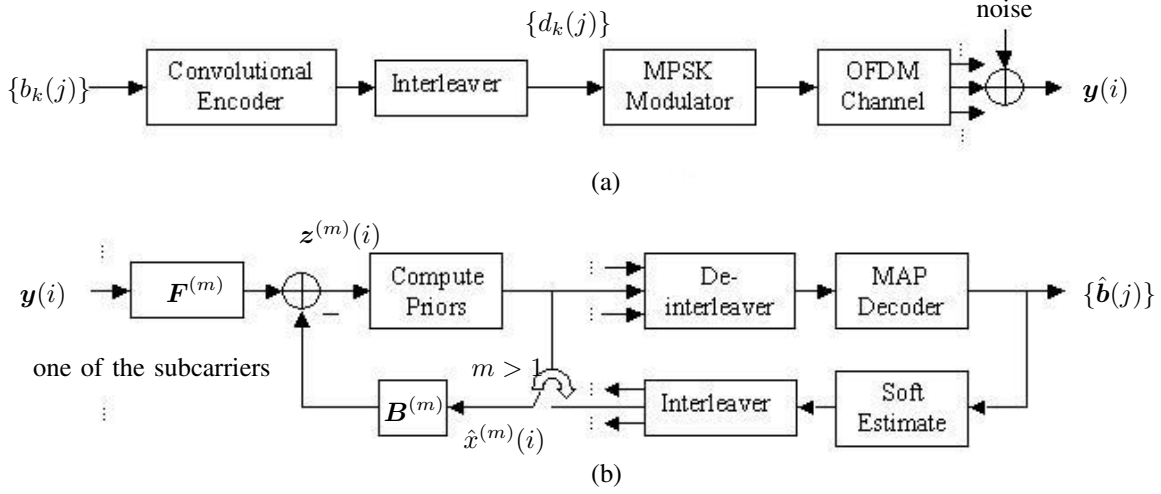 noise
{d_k(j)}
{b_k(j)}
Convolutional
Encoder
Interleaver
MPSK
Modulator
OFDM
Channel
y(i)
(a)
z^{(m)}(i)
y(i)
F^{(m)}
−
Compute
Priors
De-
interleaver
MAP
Decoder
{b̂(j)}
one of the subcarriers
m > 1
B^{(m)}
x̂^{(m)}(i)
Interleaver
Soft
Estimate
(b)